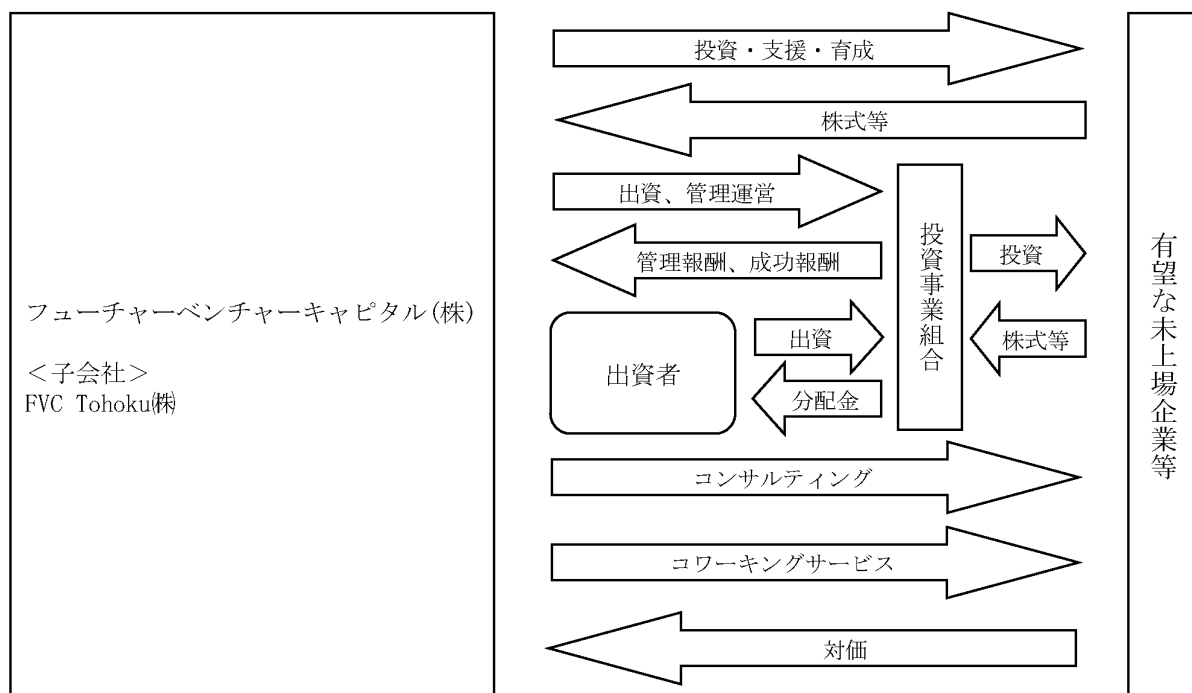 フューチャーベンチャーキャピタル(株)
＜子会社＞
FVC Tohoku㈱
投資・支援・育成
株式等
出資、管理運営
管理報酬、成功報酬
出資者
出資
分配金
投資事業組合
投資
株式等
コンサルティング
コワーキングサービス
対価
有望な未上場企業等